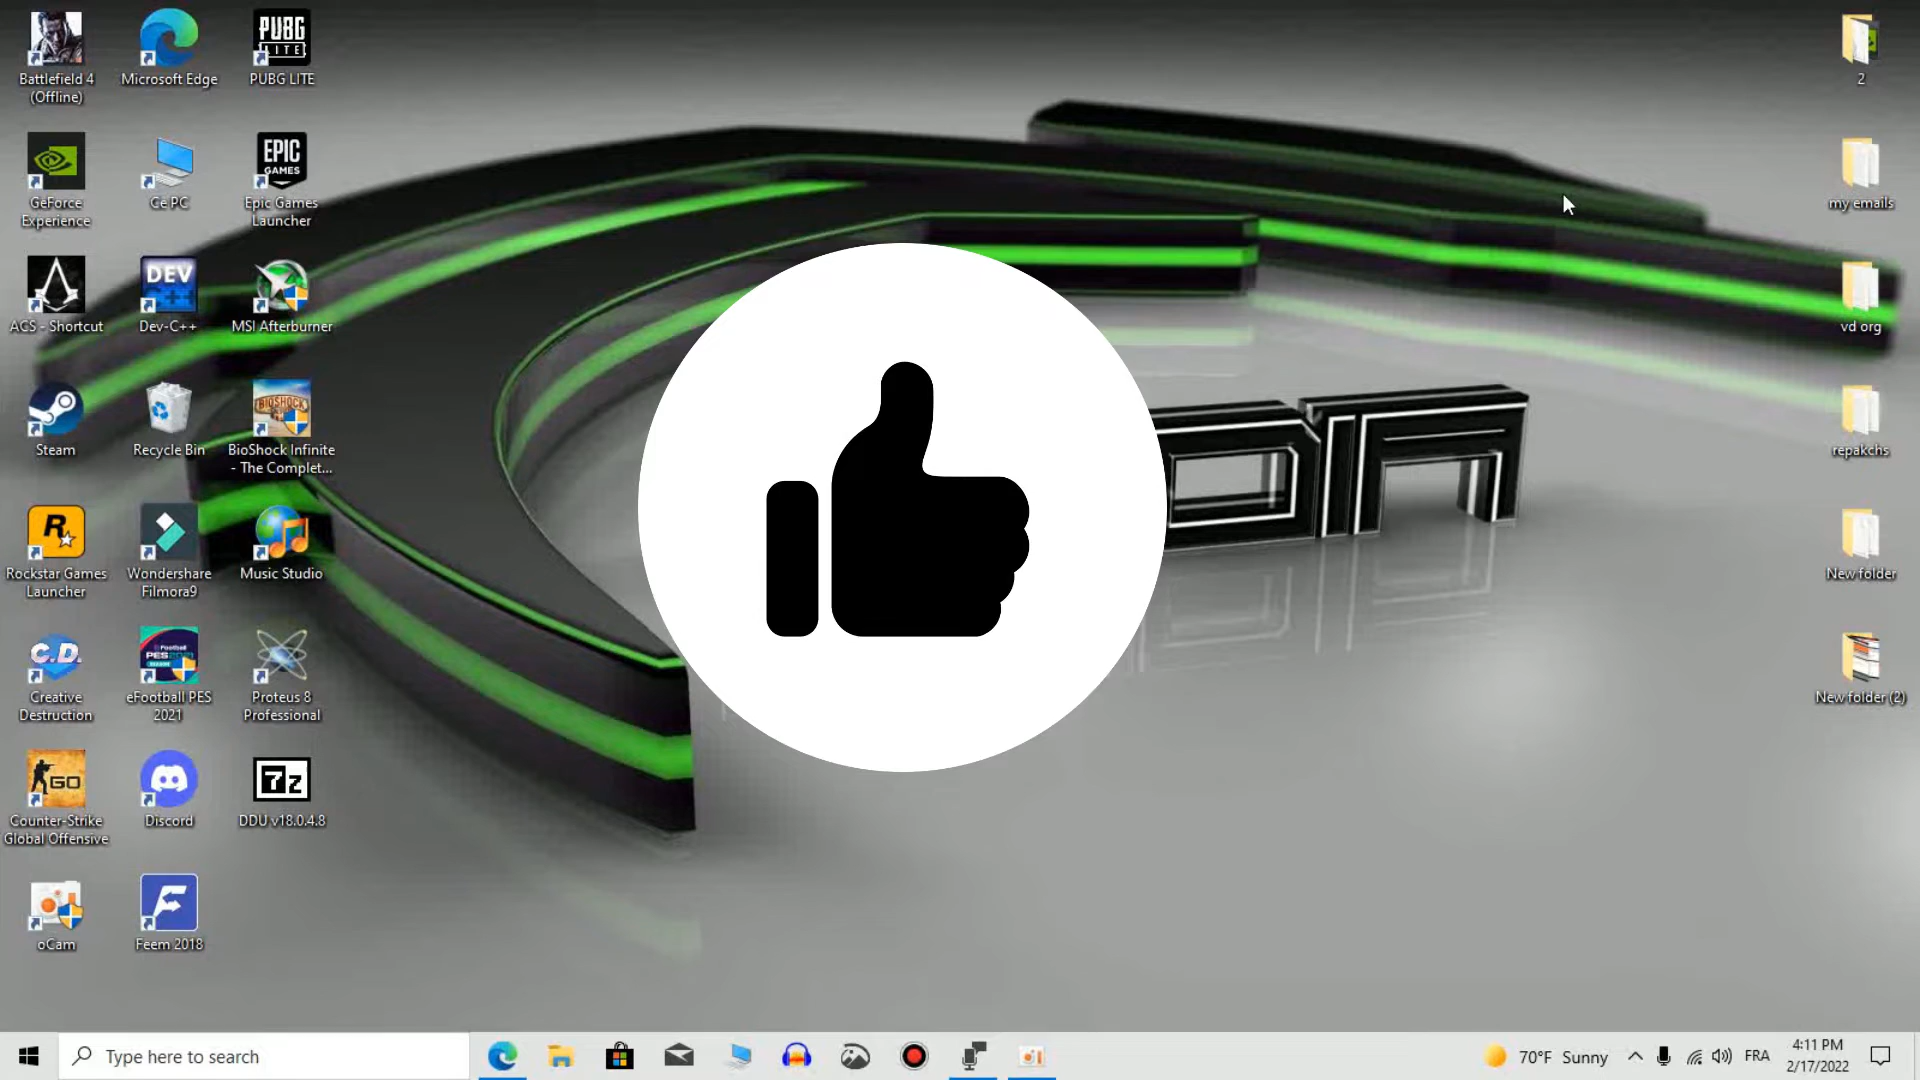 Battlefield 4
(Offline)
Microsoft Edge
PUBG
LITE
PUBG LITE
2
GeForce
Experience
Ce PC
EPIC
GAMES
Epic Games
Launcher
my emails
ACS - Shortcut
DEV
C++
Dev-C++
MSI Afterburner
vd org
Steam
Recycle Bin
BIOSHOCK
BioShock Infinite
- The Complet...
repakchs
R
Rockstar Games
Launcher
Wondershare
Filmora9
Music Studio
New folder
C.D.
Creative
Destruction
eFootball PES
2021
Proteus 8
Professional
New folder (2)
GO
Counter-Strike
Global Offensive
Discord
7z
DDU v18.0.4.8
oCam
F
Feem 2018
Type here to search
70°F Sunny
FRA
4:11 PM
2/17/2022